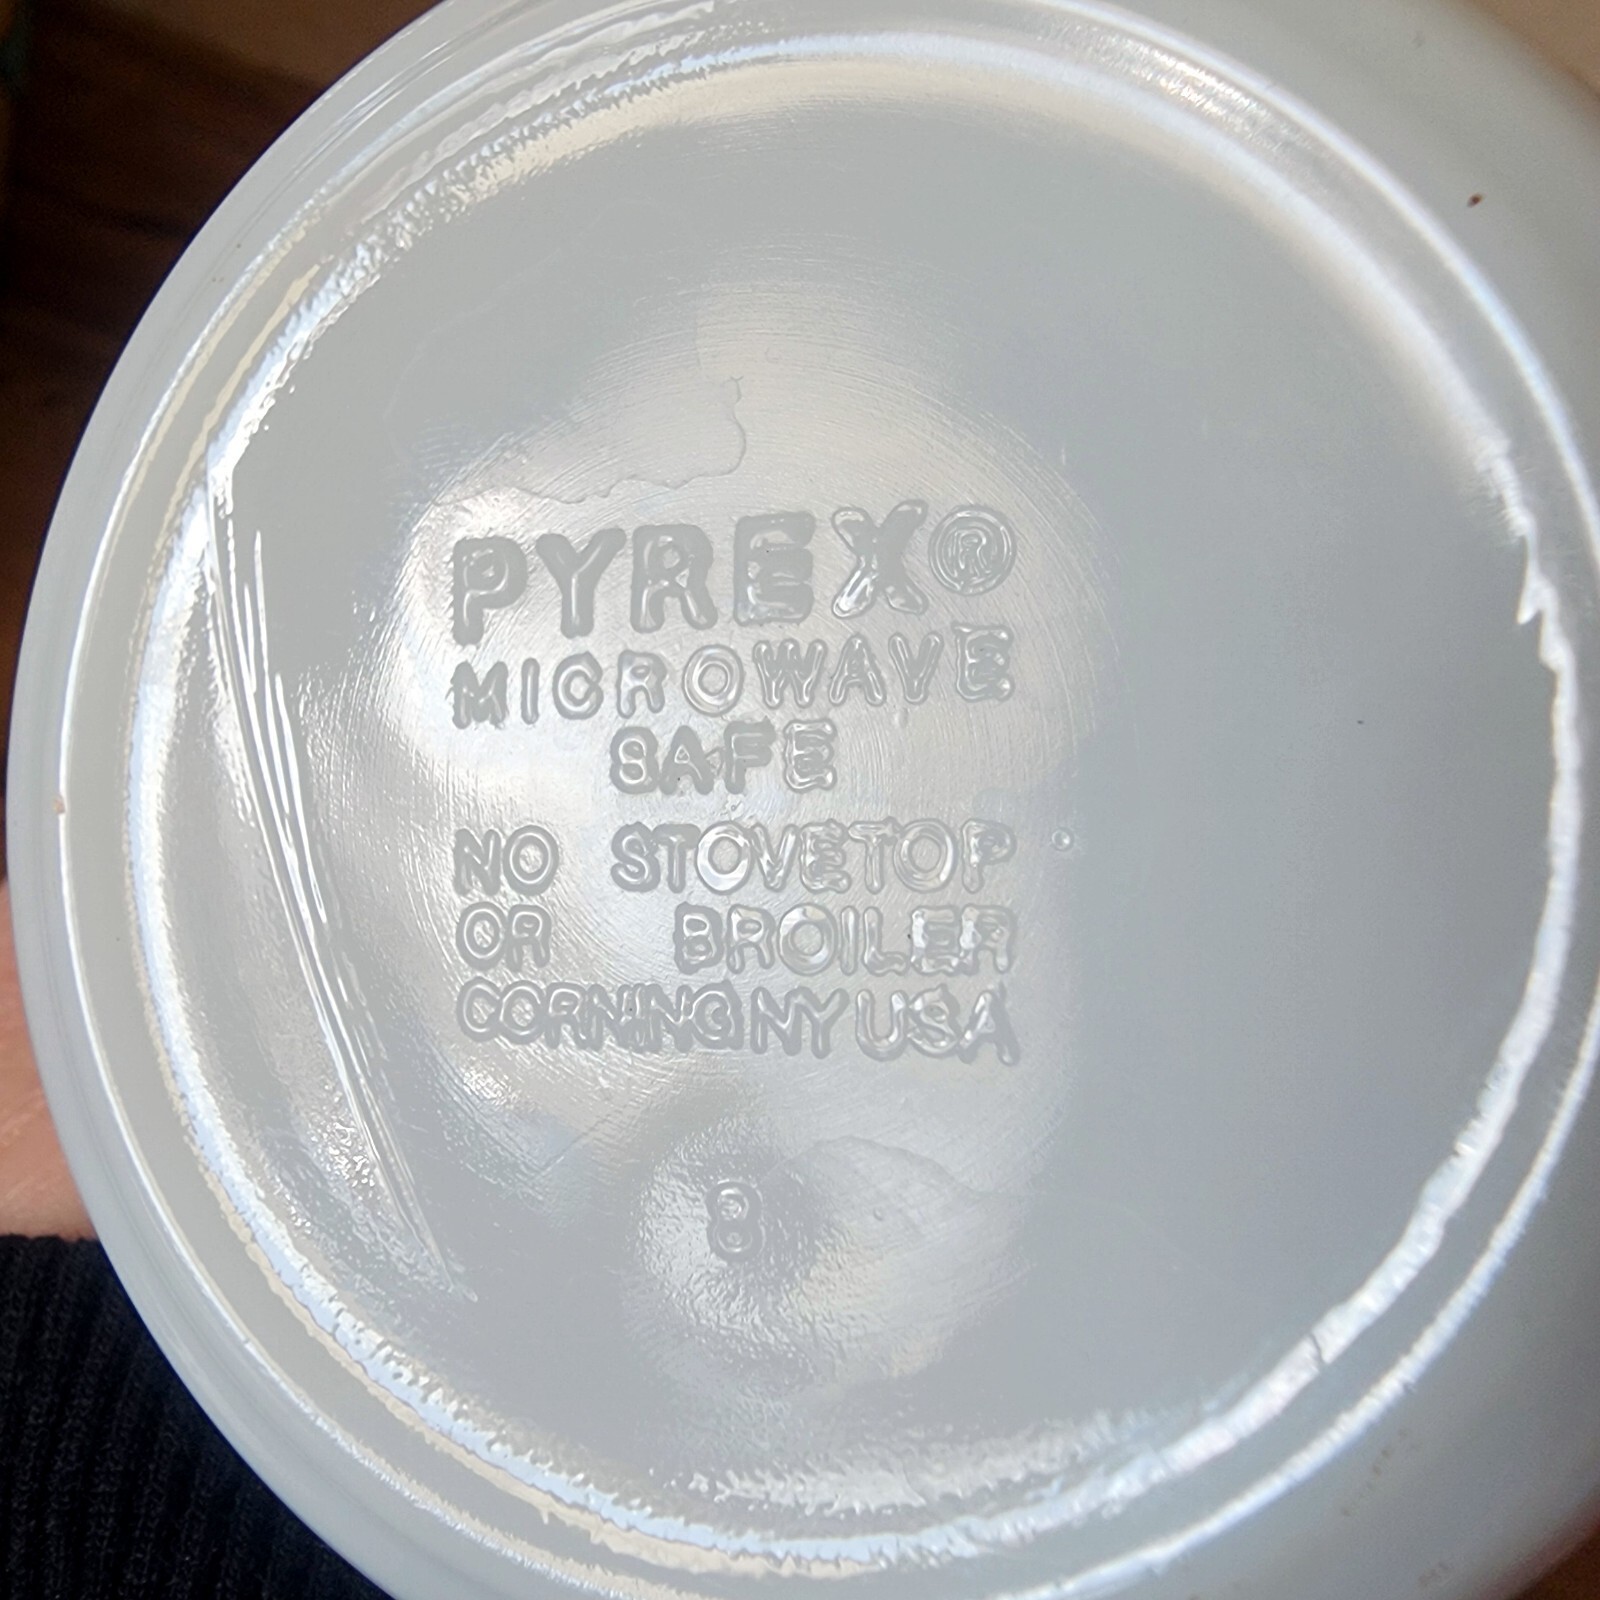 PYREX®
MICROWAVE
SAFE
NO STOVETOP
OR BROILER
CORNING NY USA
8